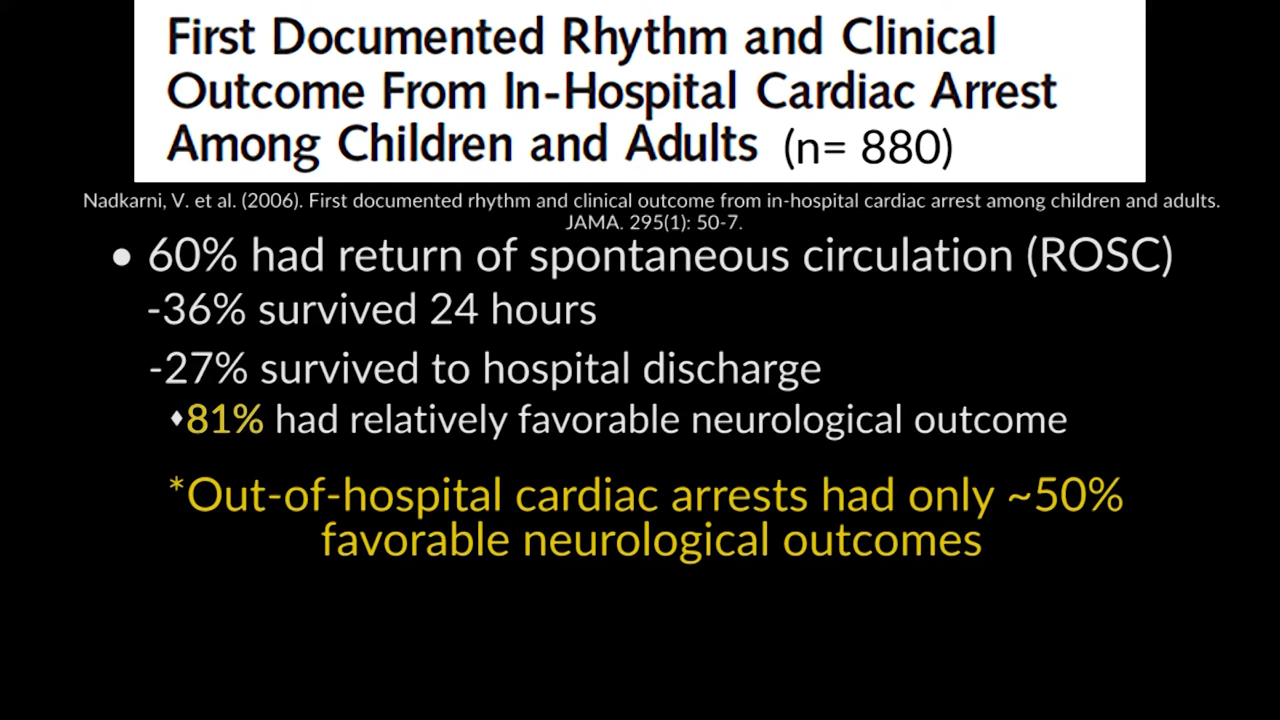 First Documented Rhythm and Clinical
Outcome From In-Hospital Cardiac Arrest
Among Children and Adults (n= 880)
Nadkarni, V. et al. (2006). First documented rhythm and clinical outcome from in-hospital cardiac arrest among children and adults.
JAMA. 295(1): 50-7.
• 60% had return of spontaneous circulation (ROSC)
-36% survived 24 hours
-27% survived to hospital discharge
♦81% had relatively favorable neurological outcome
*Out-of-hospital cardiac arrests had only ~50%
favorable neurological outcomes